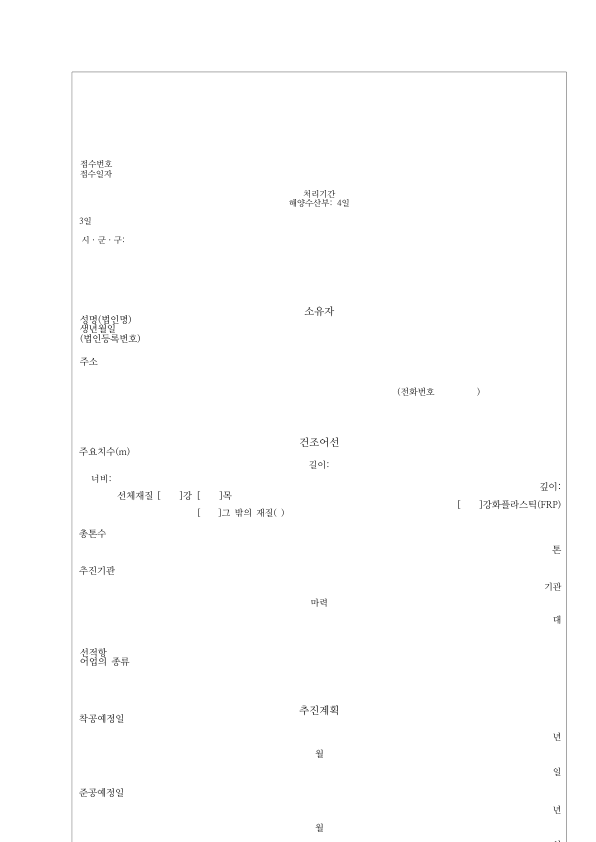 접수번호
접수일자
처리기간
해양수산부: 4일
3일
시ㆍ군ㆍ구:
소유자
성명(법인명)
생년월일
(법인등록번호)
주소
(전화번호 )
건조어선
주요치수(m)
길이:
너비:
깊이:
선체재질 [ ]강 [ ]목
[ ]강화플라스틱(FRP)
[ ]그 밖의 재질( )
총톤수
톤
추진기관
기관
마력
대
선적항
어업의 종류
추진계획
착공예정일
년
월
일
준공예정일
년
월